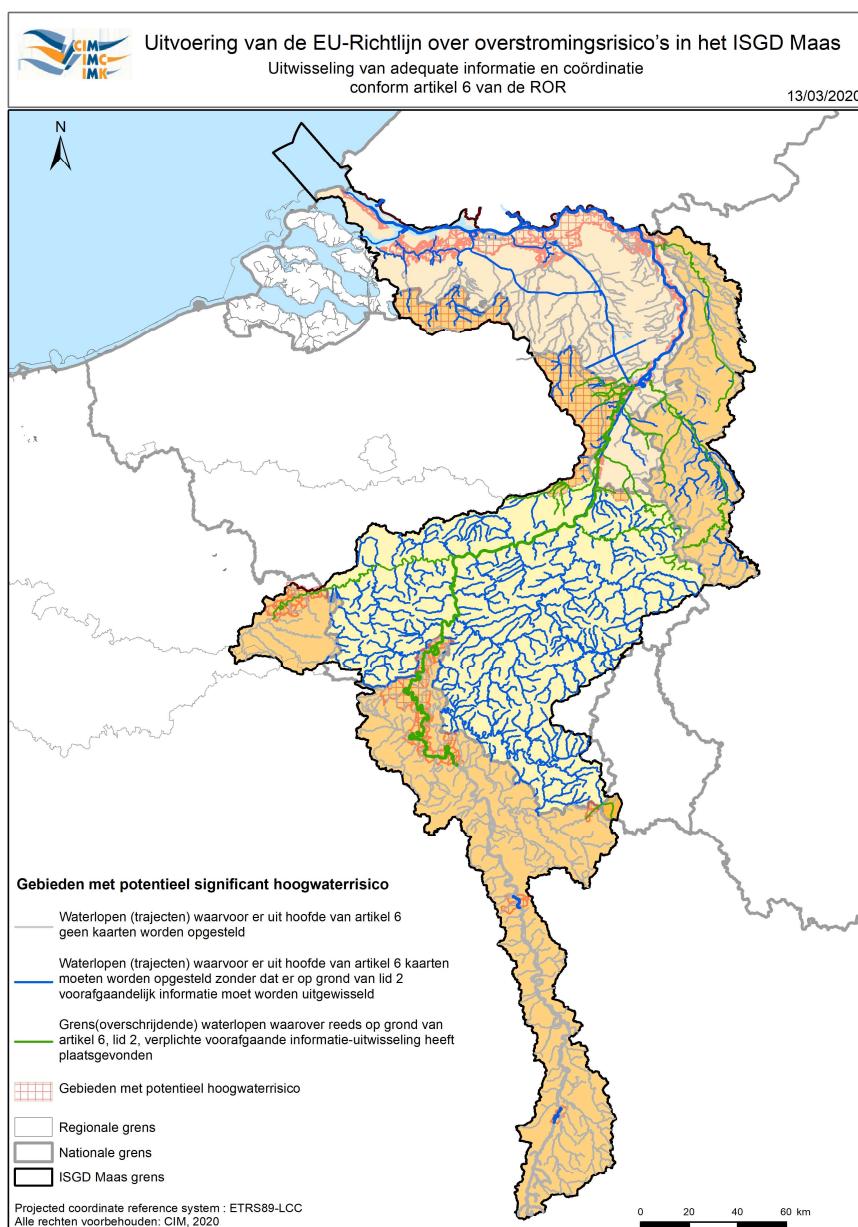 CIM
IMC
IMK
Uitvoering van de EU-Richtlijn over overstromingsrisico's in het ISGD Maas
Uitwisseling van adequate informatie en coördinatie
conform artikel 6 van de ROR
13/03/2020
N
Gebieden met potentieel significant hoogwaterrisico
Waterlopen (trajecten) waarvoor er uit hoofde van artikel 6
geen kaarten worden opgesteld
Waterlopen (trajecten) waarvoor er uit hoofde van artikel 6 kaarten
moeten worden opgesteld zonder dat er op grond van lid 2
voorafgaandelijk informatie moet worden uitgewisseld
Grens(overschrijdende) waterlopen waarover reeds op grond van
artikel 6, lid 2, verplichte voorafgaande informatie-uitwisseling heeft
plaatsgevonden
Gebieden met potentieel hoogwaterrisico
Regionale grens
Nationale grens
ISGD Maas grens
Projected coordinate reference system : ETRS89-LCC
Alle rechten voorbehouden: CIM, 2020
0 20 40 60 km